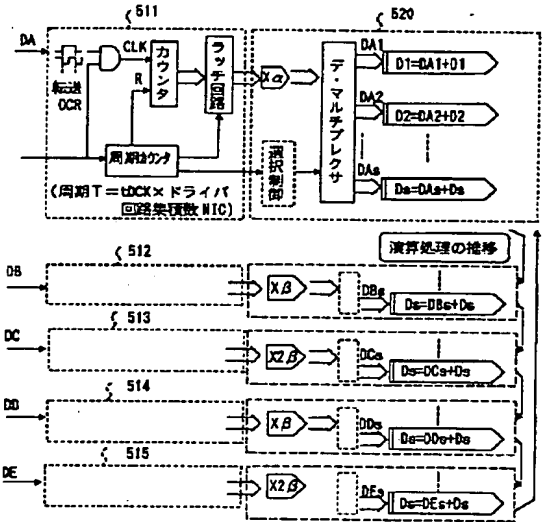 511
520
DA
CLK
R
転送
DCR
カウンタ
ラッチ回路
周期カウンタ
(周期T=tDCK×ドライバ
回路集積数NIC)
Xα
選択制御
デ・マルチプレクサ
DA1
D1=DA1+D1
DA2
D2=DA2+D2
DAs
Ds=DAs+Ds
演算処理の推移
512
DB
Xβ
DBs
Ds=DBs+Ds
513
DC
X2β
DCs
Ds=DCs+Ds
514
DD
Xβ
DDs
Ds=DDs+Ds
515
DE
X2β
DEs
Ds=DEs+Ds